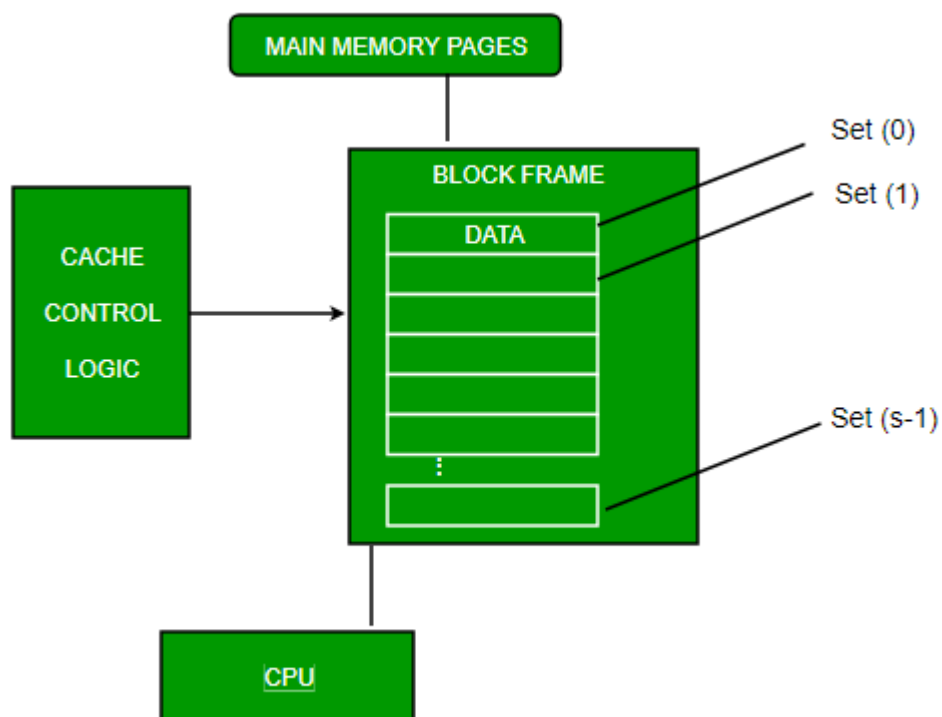 MAIN MEMORY PAGES
Set (0)
BLOCK FRAME
Set (1)
DATA
CACHE
CONTROL
LOGIC
Set (s-1)
CPU